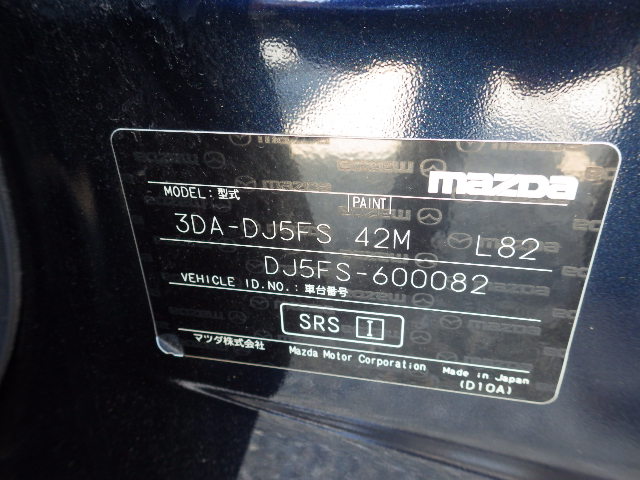 mazda
MODEL:型式 PAINT
3DA-DJ5FS 42M L82
DJ5FS-600082
VEHICLE ID.NO.:車台番号
SRS I
マツダ株式会社 Mazda Motor Corporation Made in Japan
(D10A)